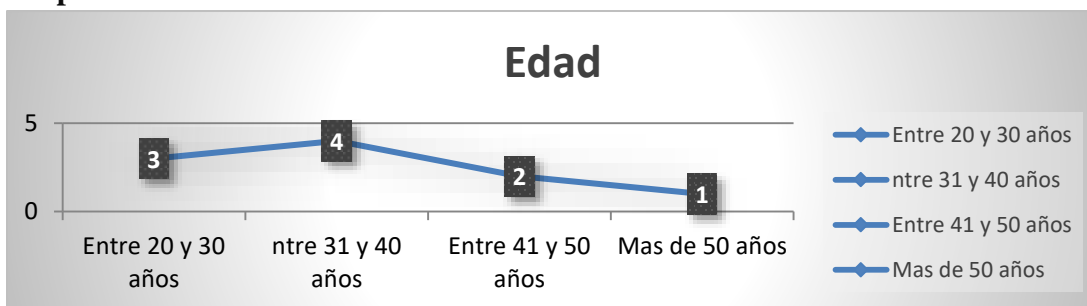 Edad
5
0
3
4
2
1
Entre 20 y 30
años
ntre 31 y 40
años
Entre 41 y 50
años
Mas de 50 años
Entre 20 y 30 años
ntre 31 y 40 años
Entre 41 y 50 años
Mas de 50 años